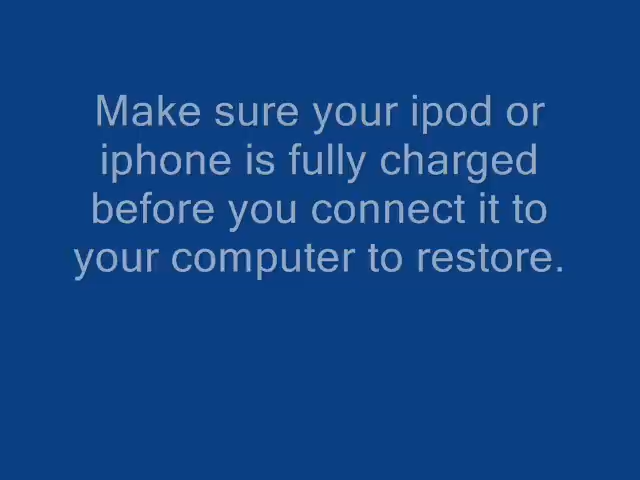 Make sure your ipod or
iphone is fully charged
before you connect it to
your computer to restore.